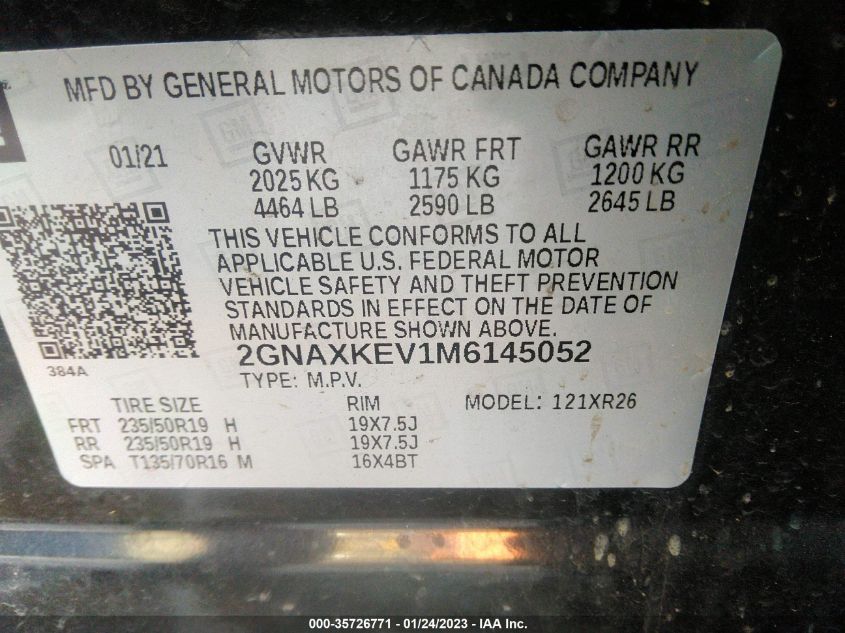 MFD BY GENERAL MOTORS OF CANADA COMPANY
01/21 GVWR GAWR FRT GAWR RR
2025 KG 1175 KG 1200 KG
4464 LB 2590 LB 2645 LB
THIS VEHICLE CONFORMS TO ALL
APPLICABLE U.S. FEDERAL MOTOR
VEHICLE SAFETY AND THEFT PREVENTION
STANDARDS IN EFFECT ON THE DATE OF
MANUFACTURE SHOWN ABOVE.
2GNAXKEV1M6145052
384A
TYPE: M.P.V.
TIRE SIZE RIM MODEL: 121XR26
FRT 235/50R19 H 19X7.5J
RR 235/50R19 H 19X7.5J
SPA T135/70R16 M 16X4BT
000-35726771 - 01/24/2023 - IAA Inc.